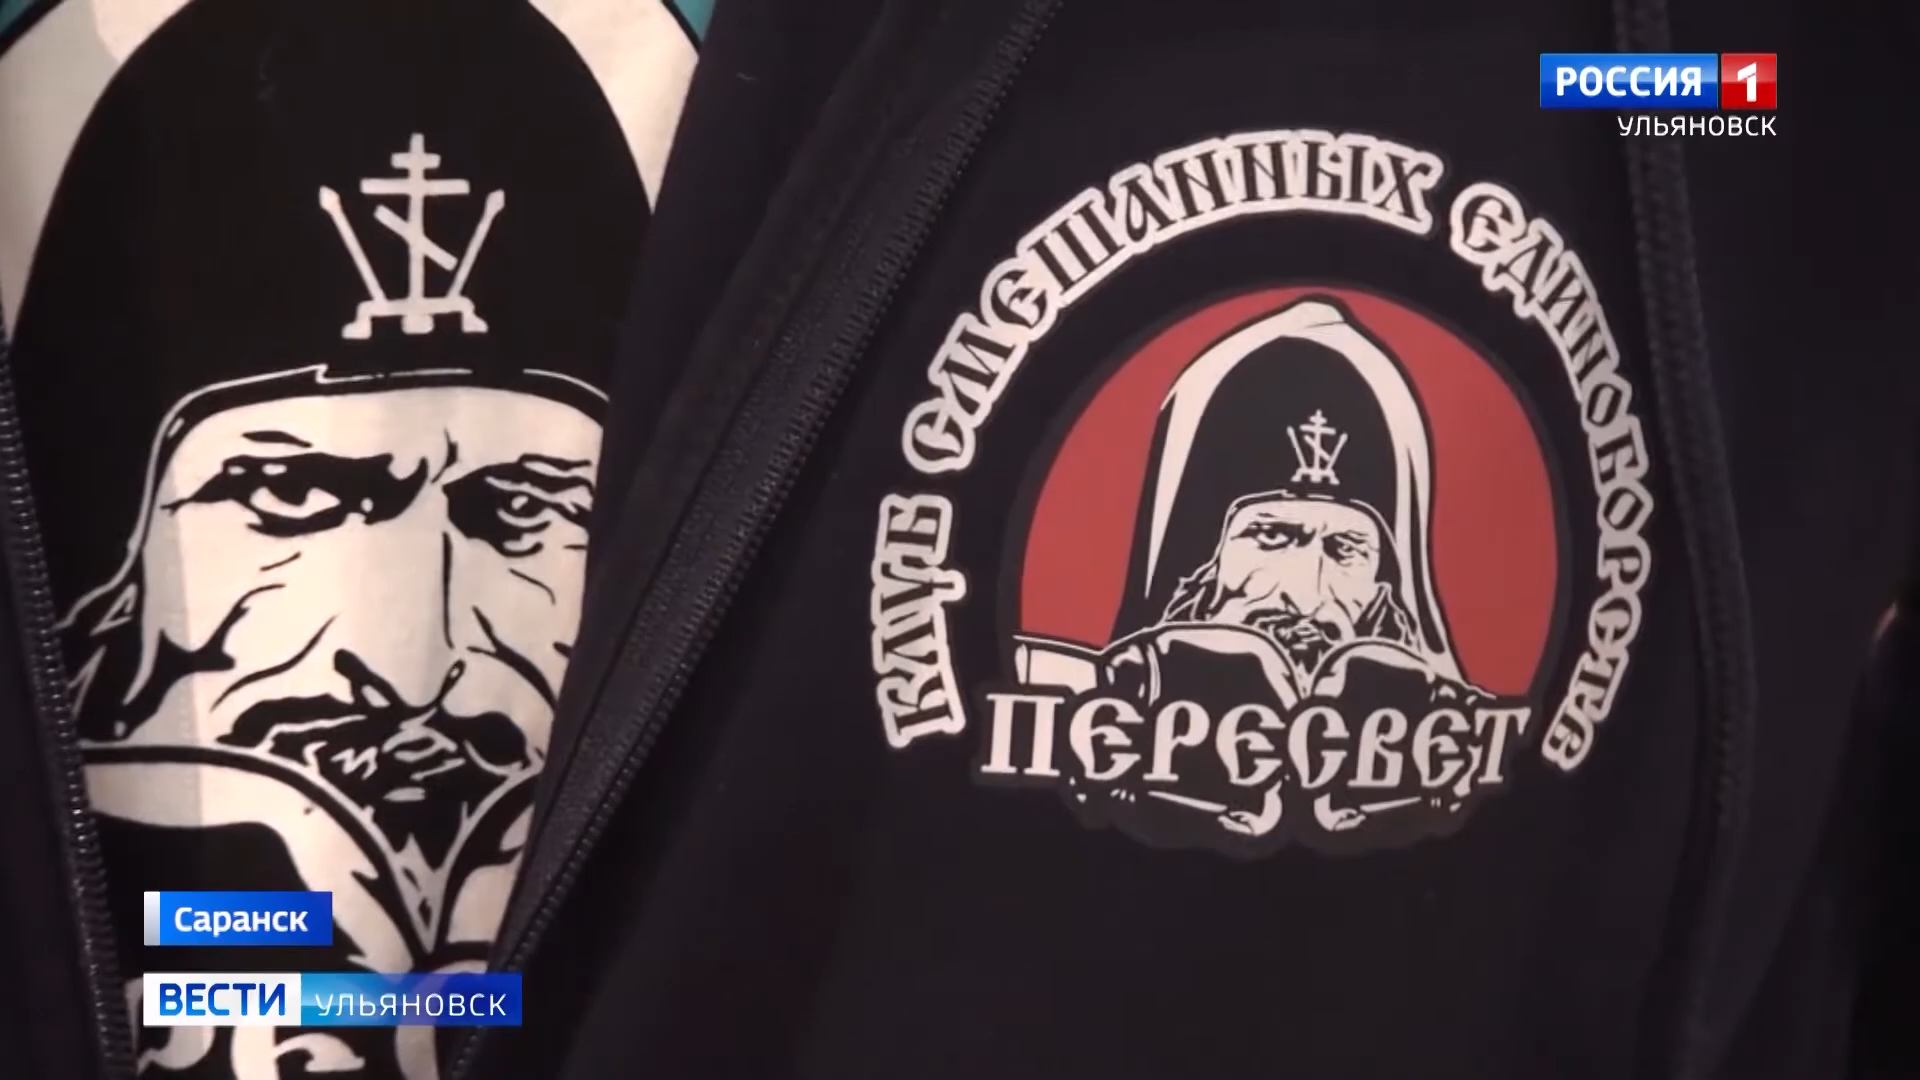 РОССИЯ 1
УЛЬЯНОВСК
КЛУБ СМЕШАННЫХ ЕДИНОБОРСТВ
ПЕРЕСВЕТ
Саранск
ВЕСТИ УЛЬЯНОВСК